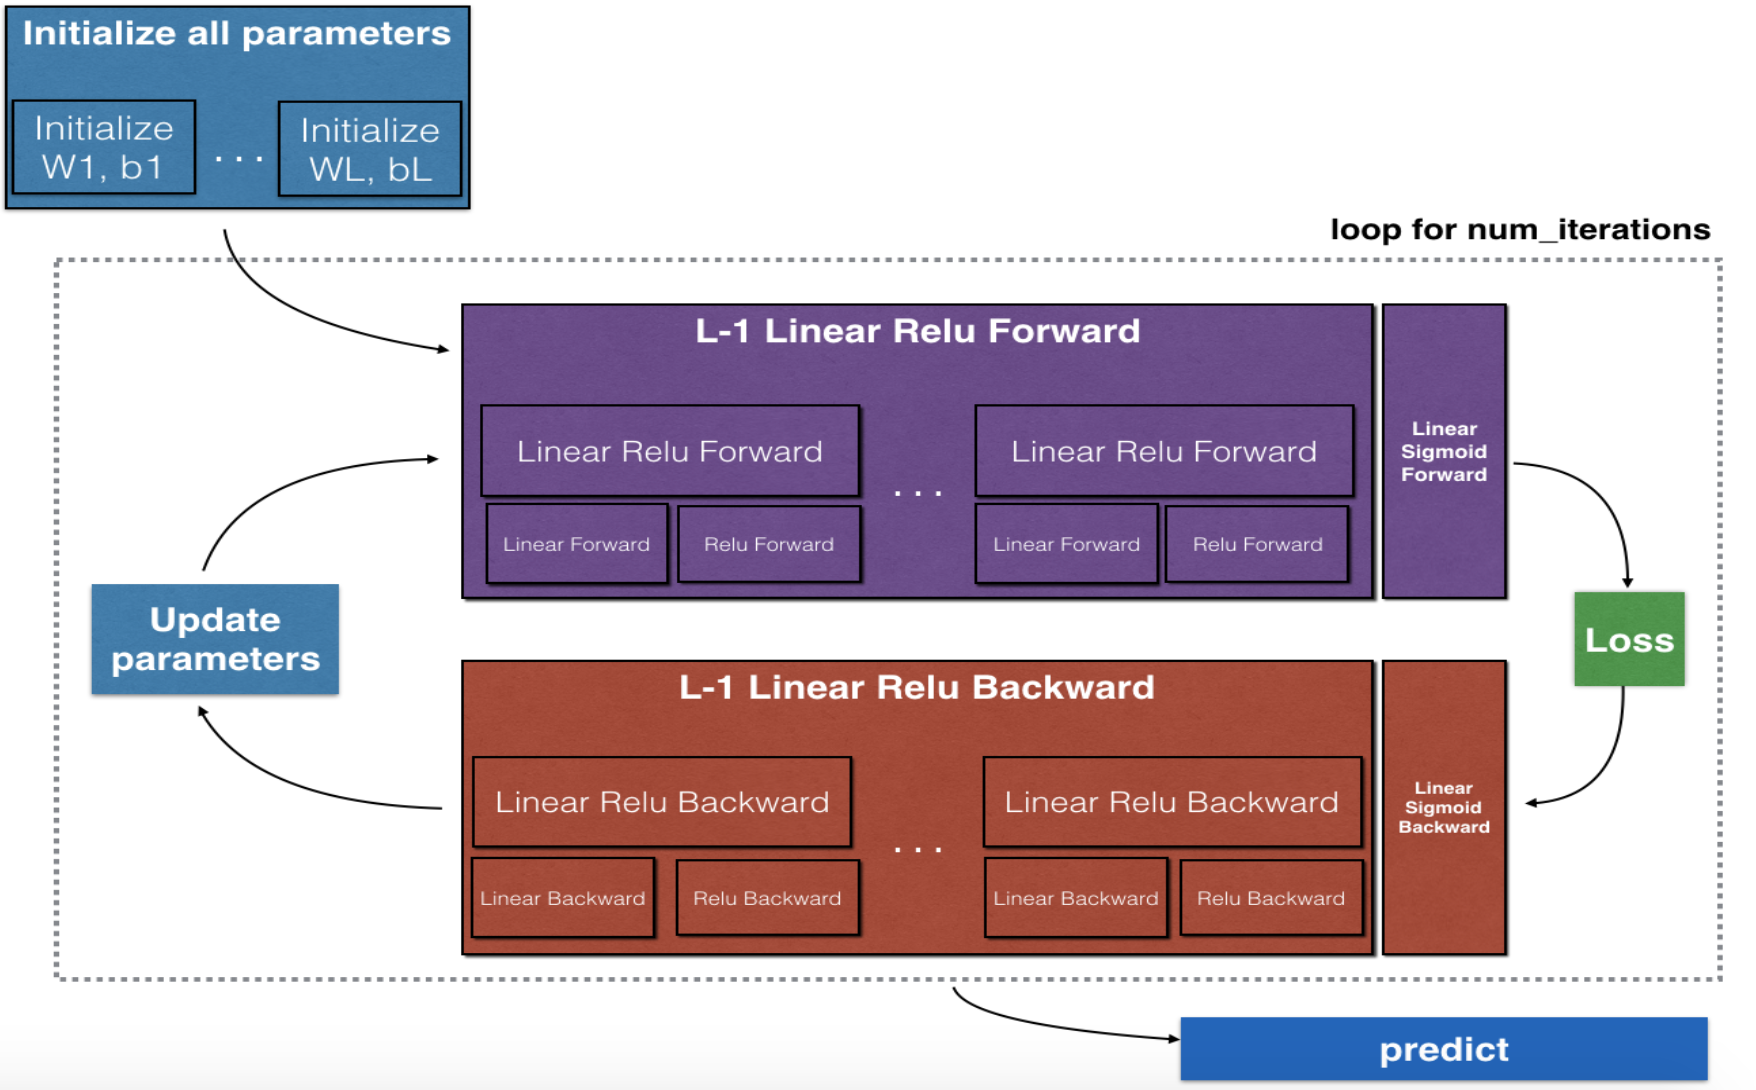 Initialize all parameters
Initialize
W1, b1
. . .
Initialize
WL, bL
loop for num_iterations
L-1 Linear Relu Forward
Linear Relu Forward
Linear Forward
Relu Forward
. . .
Linear Relu Forward
Linear Forward
Relu Forward
Linear
Sigmoid
Forward
Loss
Update
parameters
L-1 Linear Relu Backward
Linear Relu Backward
Linear Backward
Relu Backward
. . .
Linear Relu Backward
Linear Backward
Relu Backward
Linear
Sigmoid
Backward
predict